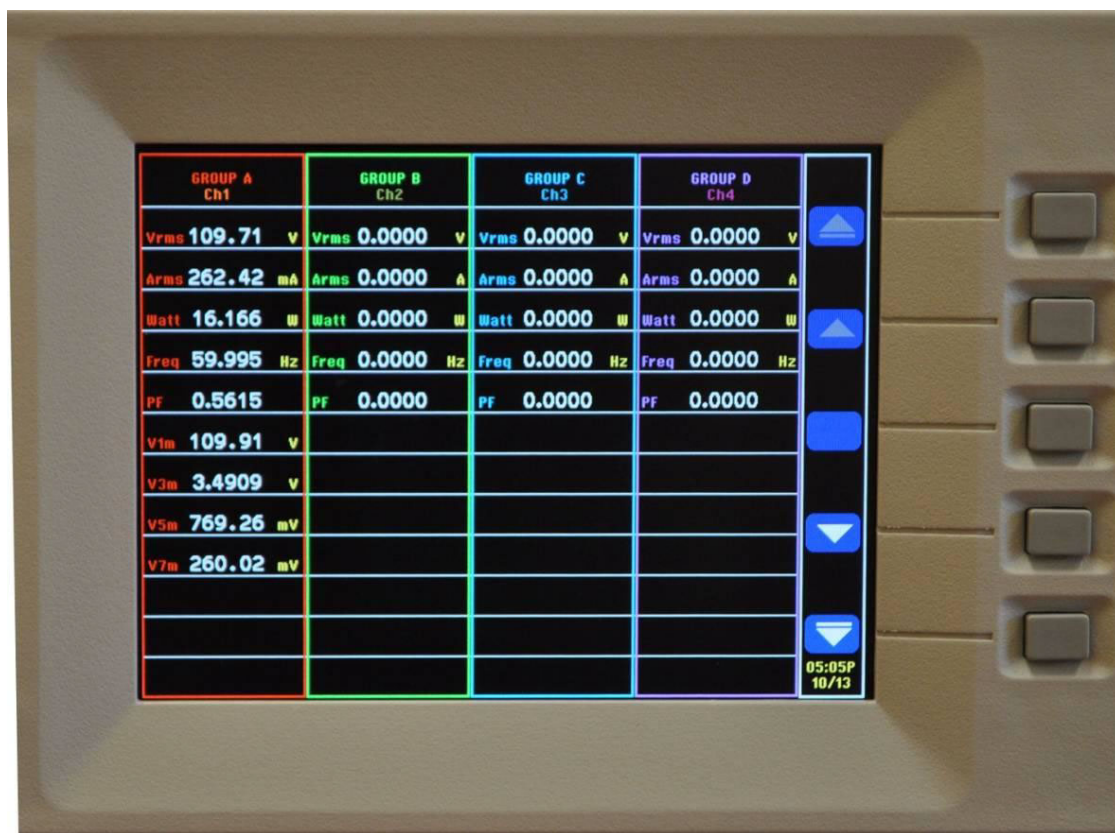 GROUP A GROUP B GROUP C GROUP D
Ch1 Ch2 Ch3 Ch4
Vrms 109.71 V Vrms 0.0000 V Vrms 0.0000 V Vrms 0.0000 V
Arms 262.42 mA Arms 0.0000 A Arms 0.0000 A Arms 0.0000 A
Watt 16.166 W Watt 0.0000 W Watt 0.0000 W Watt 0.0000 W
Freq 59.995 Hz Freq 0.0000 Hz Freq 0.0000 Hz Freq 0.0000 Hz
PF 0.5615 PF 0.0000 PF 0.0000 PF 0.0000
V1m 109.91 V
V3m 3.4909 V
V5m 769.26 mV
V7m 260.02 mV
05:05P
10/13